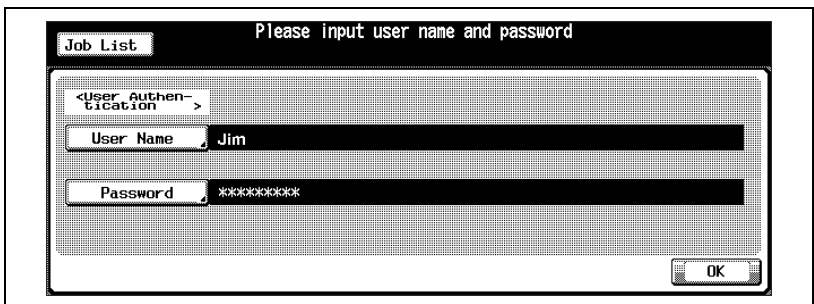 Please input user name and password
Job List
<User Authen-
tication >
User Name Jim
Password *********
OK